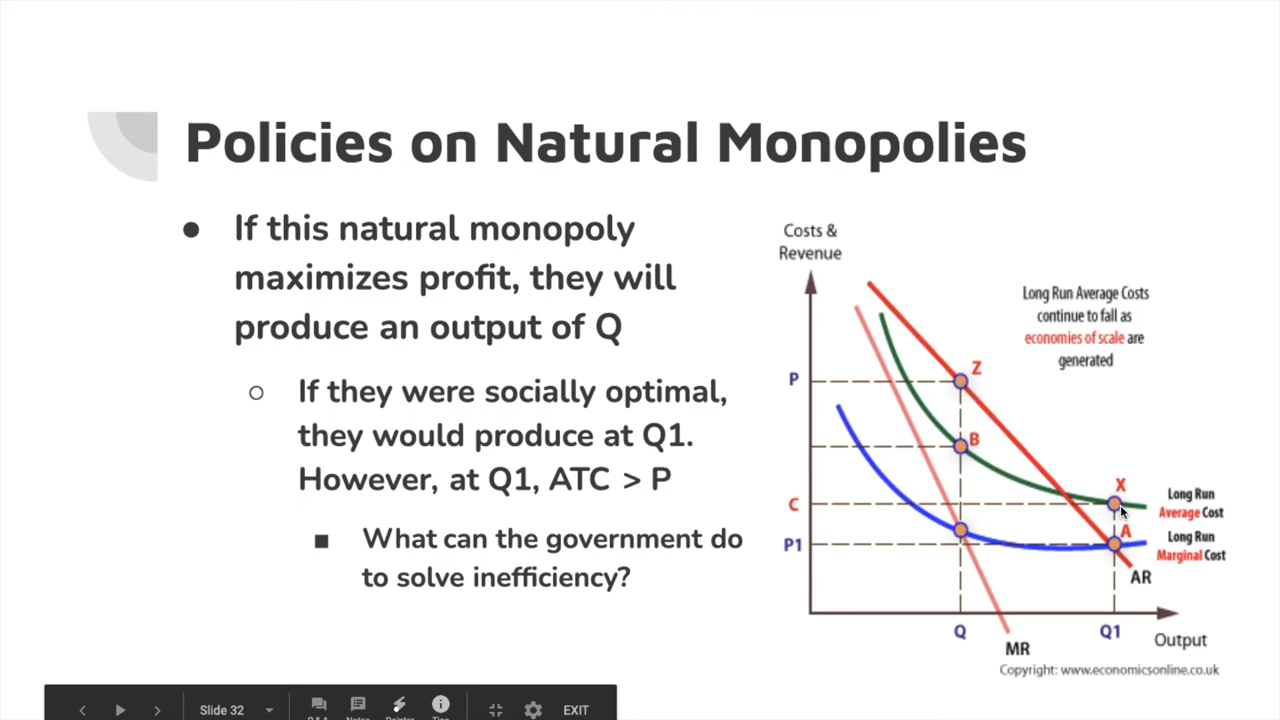 Policies on Natural Monopolies
● If this natural monopoly
maximizes profit, they will
produce an output of Q
○ If they were socially optimal,
they would produce at Q1.
However, at Q1, ATC > P
■ What can the government do
to solve inefficiency?
Costs &
Revenue
Long Run Average Costs
continue to fall as
economies of scale are
generated
P
Z
B
X
C
A
P1
Long Run
Average Cost
Long Run
Marginal Cost
AR
Q
Q1
Output
MR
Copyright: www.economicsonline.co.uk
Slide 32
EXIT